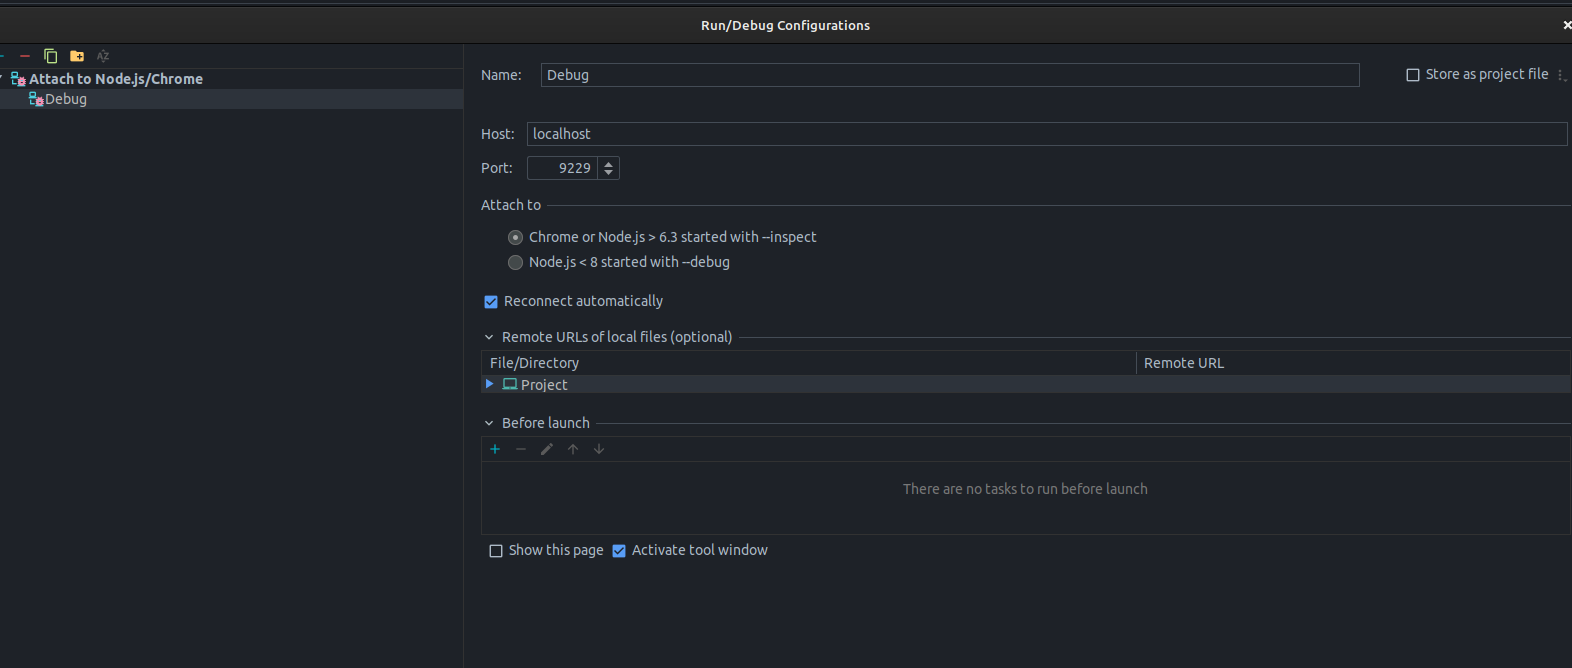 Run/Debug Configurations
Attach to Node.js/Chrome
Debug
Name: Debug
Store as project file
Host: localhost
Port: 9229
Attach to
Chrome or Node.js > 6.3 started with --inspect
Node.js < 8 started with --debug
Reconnect automatically
Remote URLs of local files (optional)
File/Directory Remote URL
Project
Before launch
There are no tasks to run before launch
Show this page Activate tool window